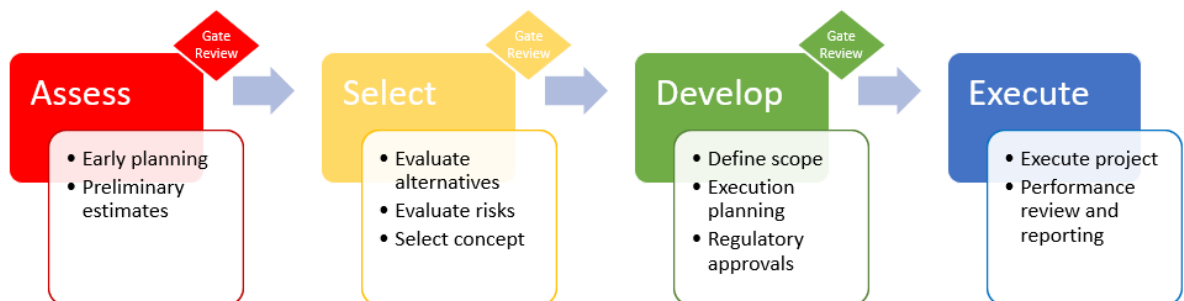 Gate
Review
Assess
• Early planning
• Preliminary
estimates
Gate
Review
Select
• Evaluate
alternatives
• Evaluate risks
• Select concept
Gate
Review
Develop
• Define scope
• Execution
planning
• Regulatory
approvals
Execute
• Execute project
• Performance
review and
reporting